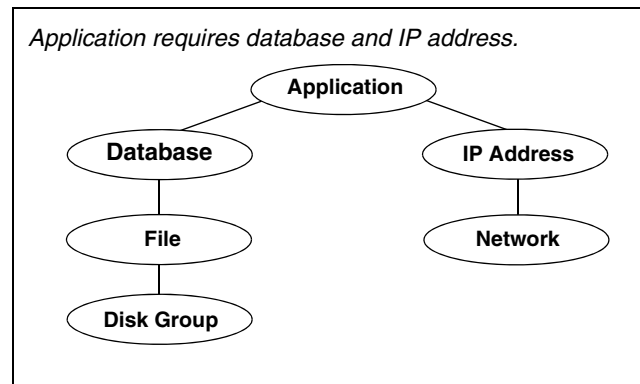 Application requires database and IP address.
Application
Database
IP Address
File
Network
Disk Group